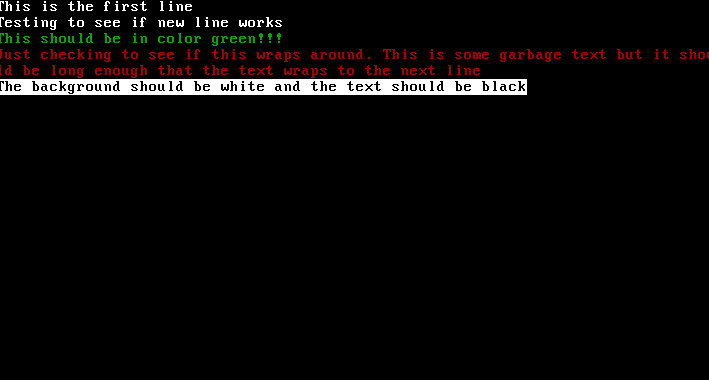 This is the first line
Testing to see if new line works
This should be in color green!!!
Just checking to see if this wraps around. This is some garbage text but it shou
ld be long enough that the text wraps to the next line
The background should be white and the text should be black